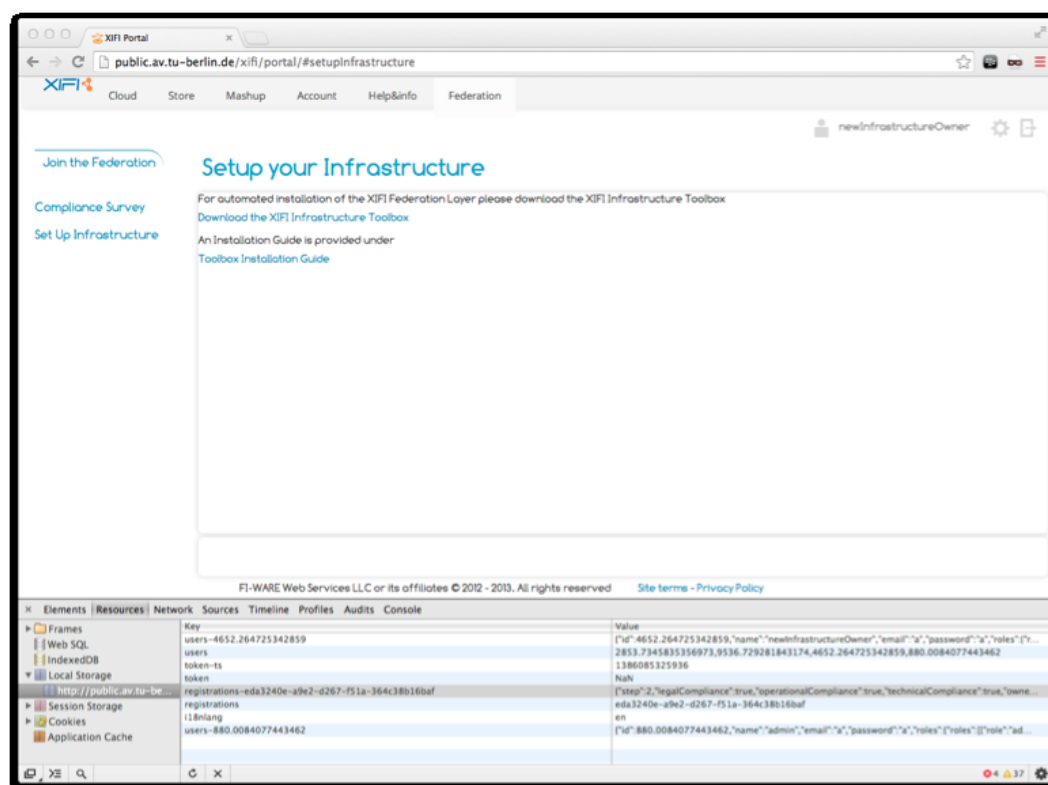 XIFI Portal
public.av.tu-berlin.de/xifi/portal/#setupInfrastructure
XIFI
Cloud Store Mashup Account Help&info Federation
newInfrastructureOwner
Join the Federation
Setup your Infrastructure
Compliance Survey
Set Up Infrastructure
For automated installation of the XIFI Federation Layer please download the XIFI Infrastructure Toolbox
Download the XIFI Infrastructure Toolbox
An Installation Guide is provided under
Toolbox Installation Guide
FI-WARE Web Services LLC or its affiliates © 2012 - 2013. All rights reserved Site terms - Privacy Policy
× Elements Resources Network Sources Timeline Profiles Audits Console
Frames
Web SQL
IndexedDB
Local Storage
http://public.av.tu-be...
Session Storage
Cookies
Application Cache
Key Value
users-4652.264725342859 {"id":4652.264725342859,"name":"newInfrastructureOwner","email":"a","password":"a","roles":{"r...
users 2853.7345835356973,9536.729281843174,4652.264725342859,880.0084077443462
token-ts 1386085325936
token NaN
registrations-eda3240e-a9e2-d267-f51a-364c38b16baf {"step":2,"legalCompliance":true,"operationalCompliance":true,"technicalCompliance":true,"owne...
registrations eda3240e-a9e2-d267-f51a-364c38b16baf
i18nlang en
users-880.0084077443462 {"id":880.0084077443462,"name":"admin","email":"a","password":"a","roles":{"roles":[{"role":"ad...
4 37